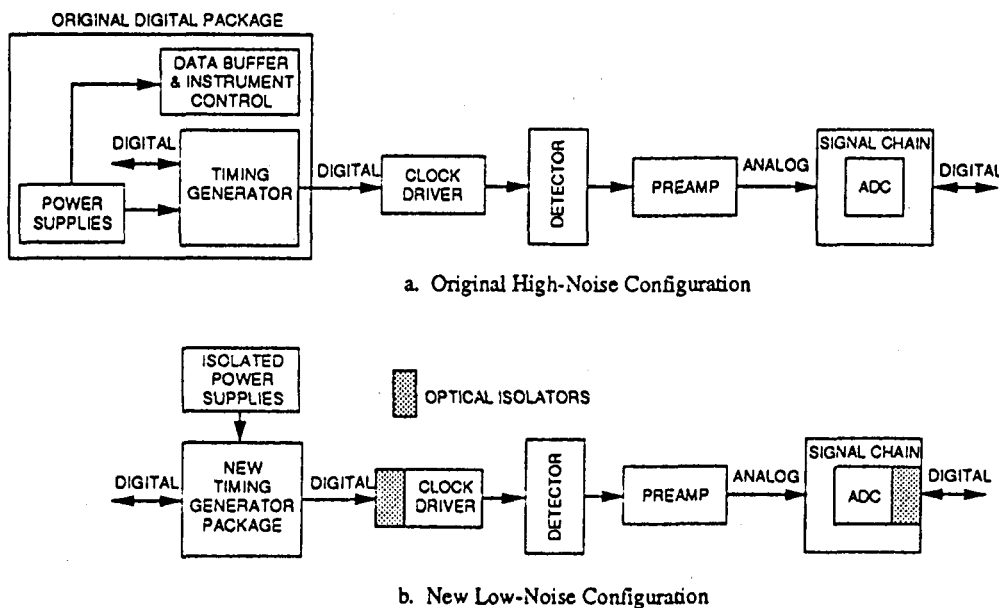 ORIGINAL DIGITAL PACKAGE
DATA BUFFER
& INSTRUMENT
CONTROL
DIGITAL
TIMING
GENERATOR
POWER
SUPPLIES
DIGITAL
CLOCK
DRIVER
DETECTOR
PREAMP
ANALOG
SIGNAL CHAIN
ADC
DIGITAL
a. Original High-Noise Configuration
ISOLATED
POWER
SUPPLIES
OPTICAL ISOLATORS
DIGITAL
NEW
TIMING
GENERATOR
PACKAGE
DIGITAL
CLOCK
DRIVER
DETECTOR
PREAMP
ANALOG
SIGNAL CHAIN
ADC
DIGITAL
b. New Low-Noise Configuration